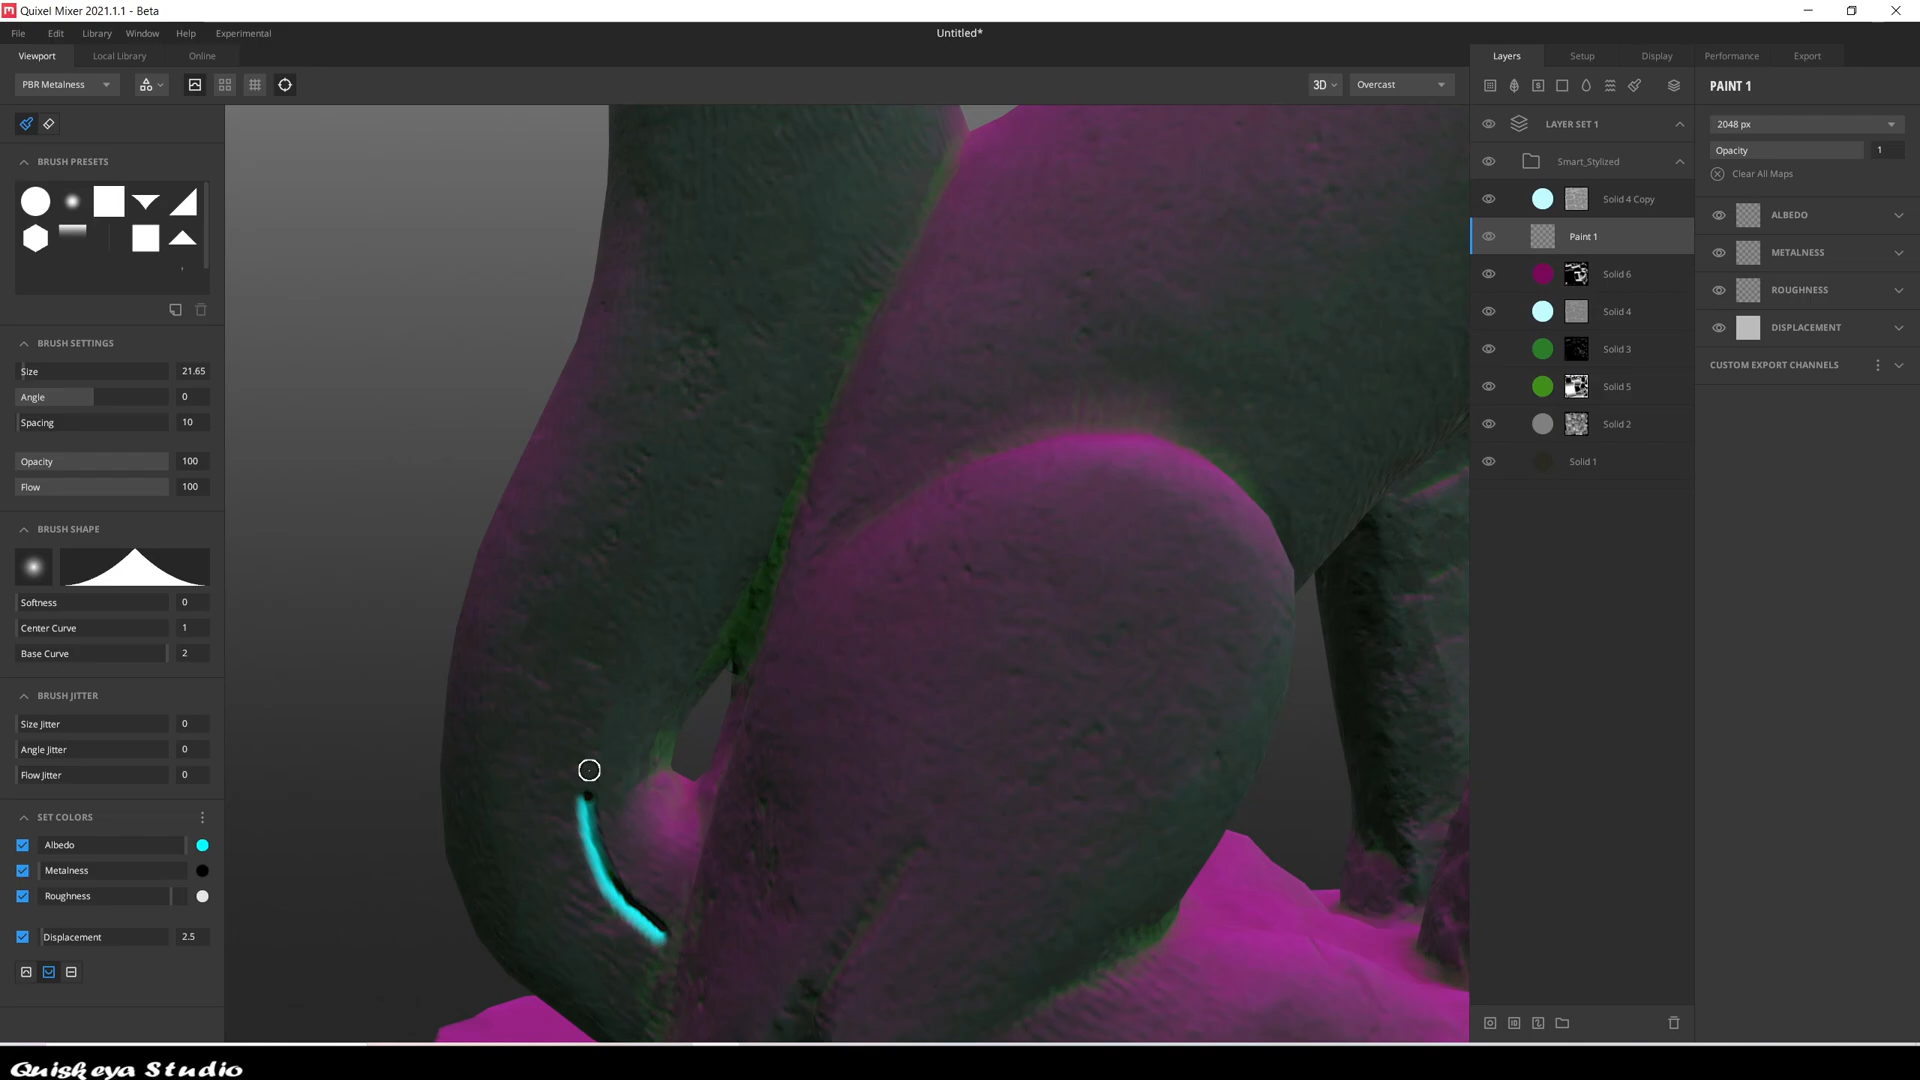 Quixel Mixer 2021.1.1 - Beta
File Edit Library Window Help Experimental
Untitled*
Viewport Local Library Online
PBR Metalness
3D Overcast
BRUSH PRESETS
BRUSH SETTINGS
Size 21.65
Angle 0
Spacing 10
Opacity 100
Flow 100
BRUSH SHAPE
Softness 0
Center Curve 1
Base Curve 2
BRUSH JITTER
Size Jitter 0
Angle Jitter 0
Flow Jitter 0
SET COLORS
Albedo
Metalness
Roughness
Displacement 2.5
Layers Setup Display Performance Export
LAYER SET 1
Smart_Stylized
Solid 4 Copy
Paint 1
Solid 6
Solid 4
Solid 3
Solid 5
Solid 2
Solid 1
PAINT 1
2048 px
Opacity 1
Clear All Maps
ALBEDO
METALNESS
ROUGHNESS
DISPLACEMENT
CUSTOM EXPORT CHANNELS
Quiskeya Studio